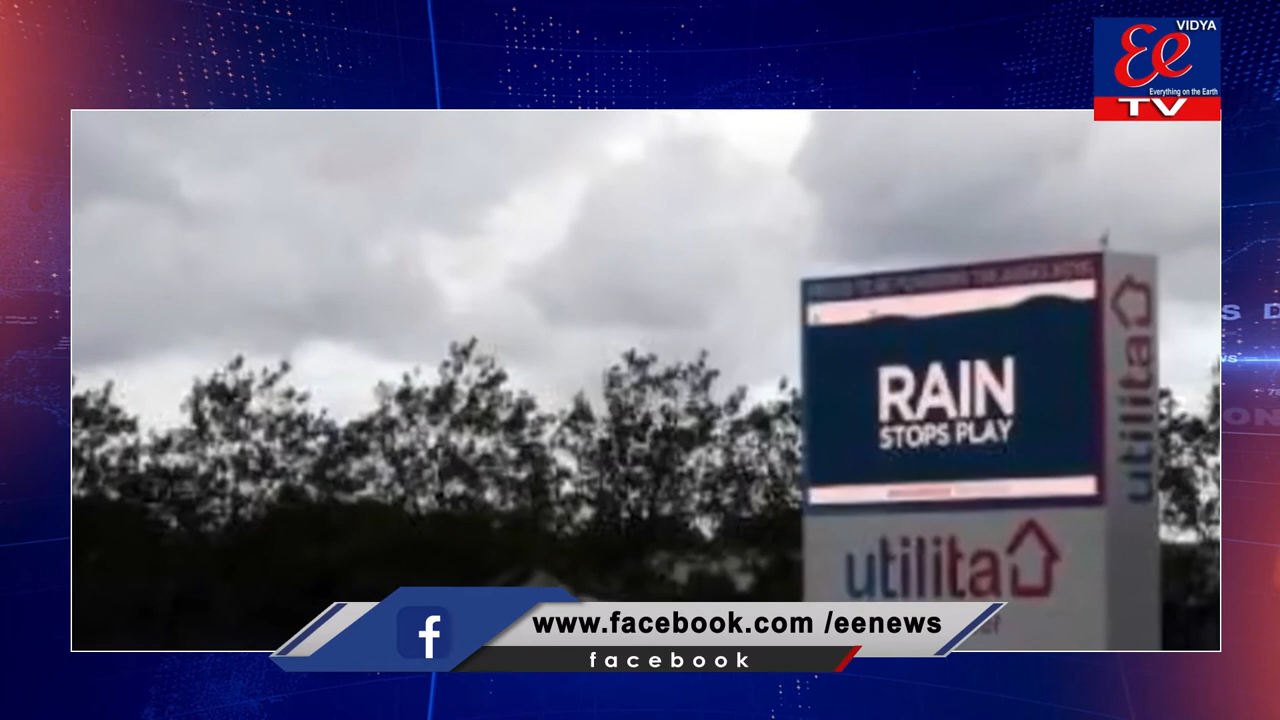 VIDYA
Ee
Everything on the Earth
TV
RAIN
STOPS PLAY
utilita
utilita
www.facebook.com /eenews
facebook